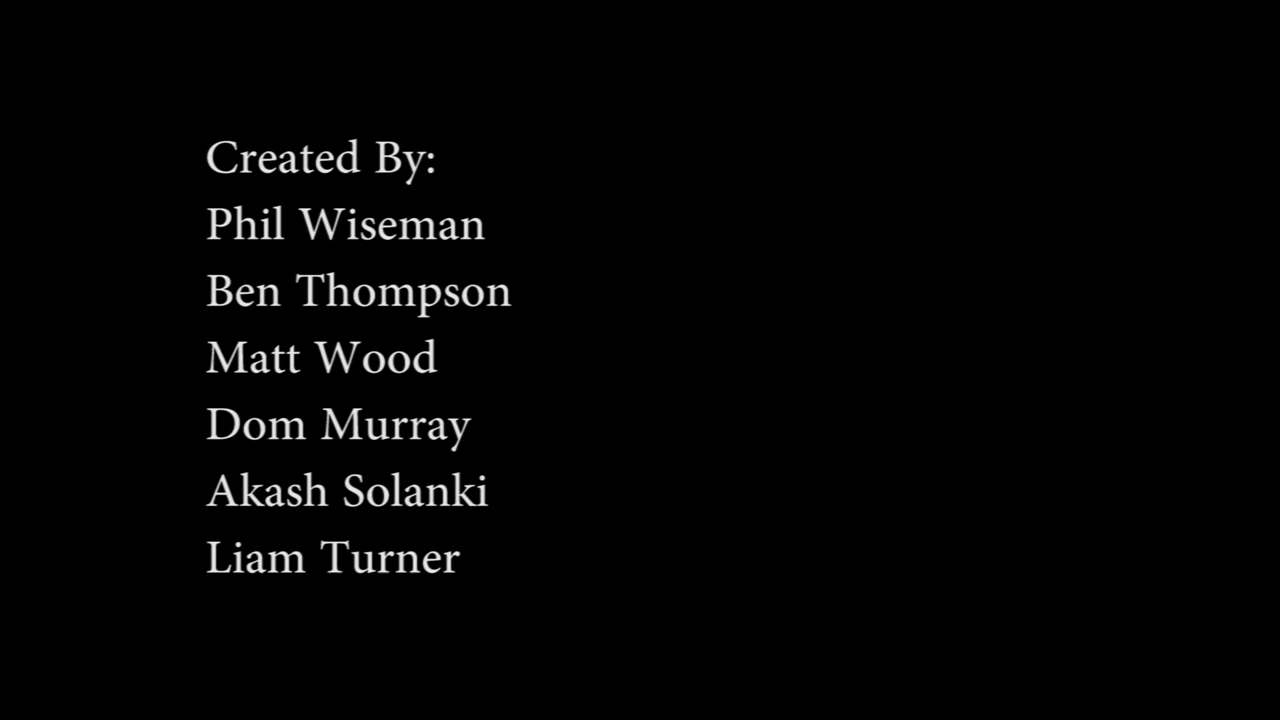 Created By:
Phil Wiseman
Ben Thompson
Matt Wood
Dom Murray
Akash Solanki
Liam Turner